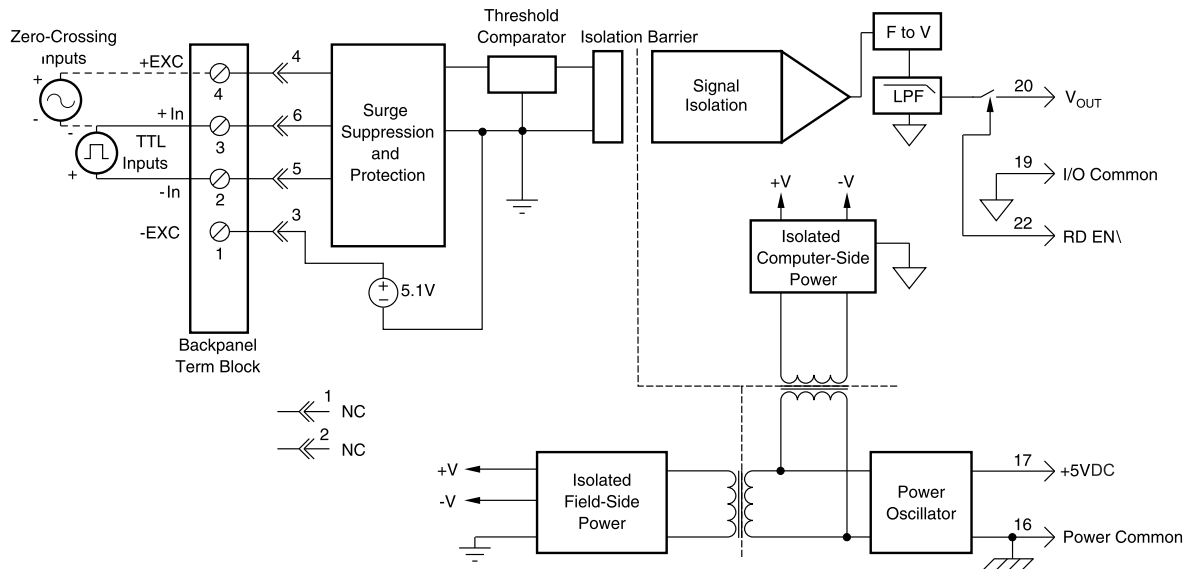 Zero-Crossing
Inputs
+
-
-
+
TTL
Inputs
+EXC
+ In
- In
-EXC
4
3
2
1
Backpanel
Term Block
4
6
5
3
Surge
Suppression
and
Protection
+
−
5.1V
Threshold
Comparator
Isolation Barrier
Signal
Isolation
F to V
LPF
20
VOUT
19
I/O Common
22
RD EN\
+V
-V
Isolated
Computer-Side
Power
1
NC
2
NC
+V
-V
Isolated
Field-Side
Power
Power
Oscillator
17
+5VDC
16
Power Common